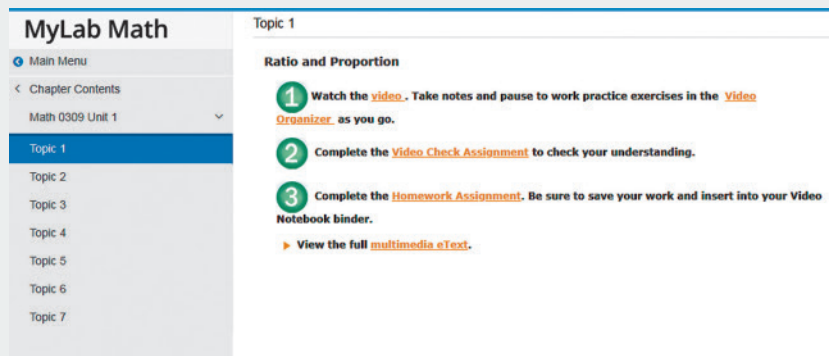 MyLab Math
Main Menu
Chapter Contents
Math 0309 Unit 1
Topic 1
Topic 2
Topic 3
Topic 4
Topic 5
Topic 6
Topic 7
Topic 1
Ratio and Proportion
1 Watch the video . Take notes and pause to work practice exercises in the Video
Organizer as you go.
2 Complete the Video Check Assignment to check your understanding.
3 Complete the Homework Assignment. Be sure to save your work and insert into your Video
Notebook binder.
View the full multimedia eText.